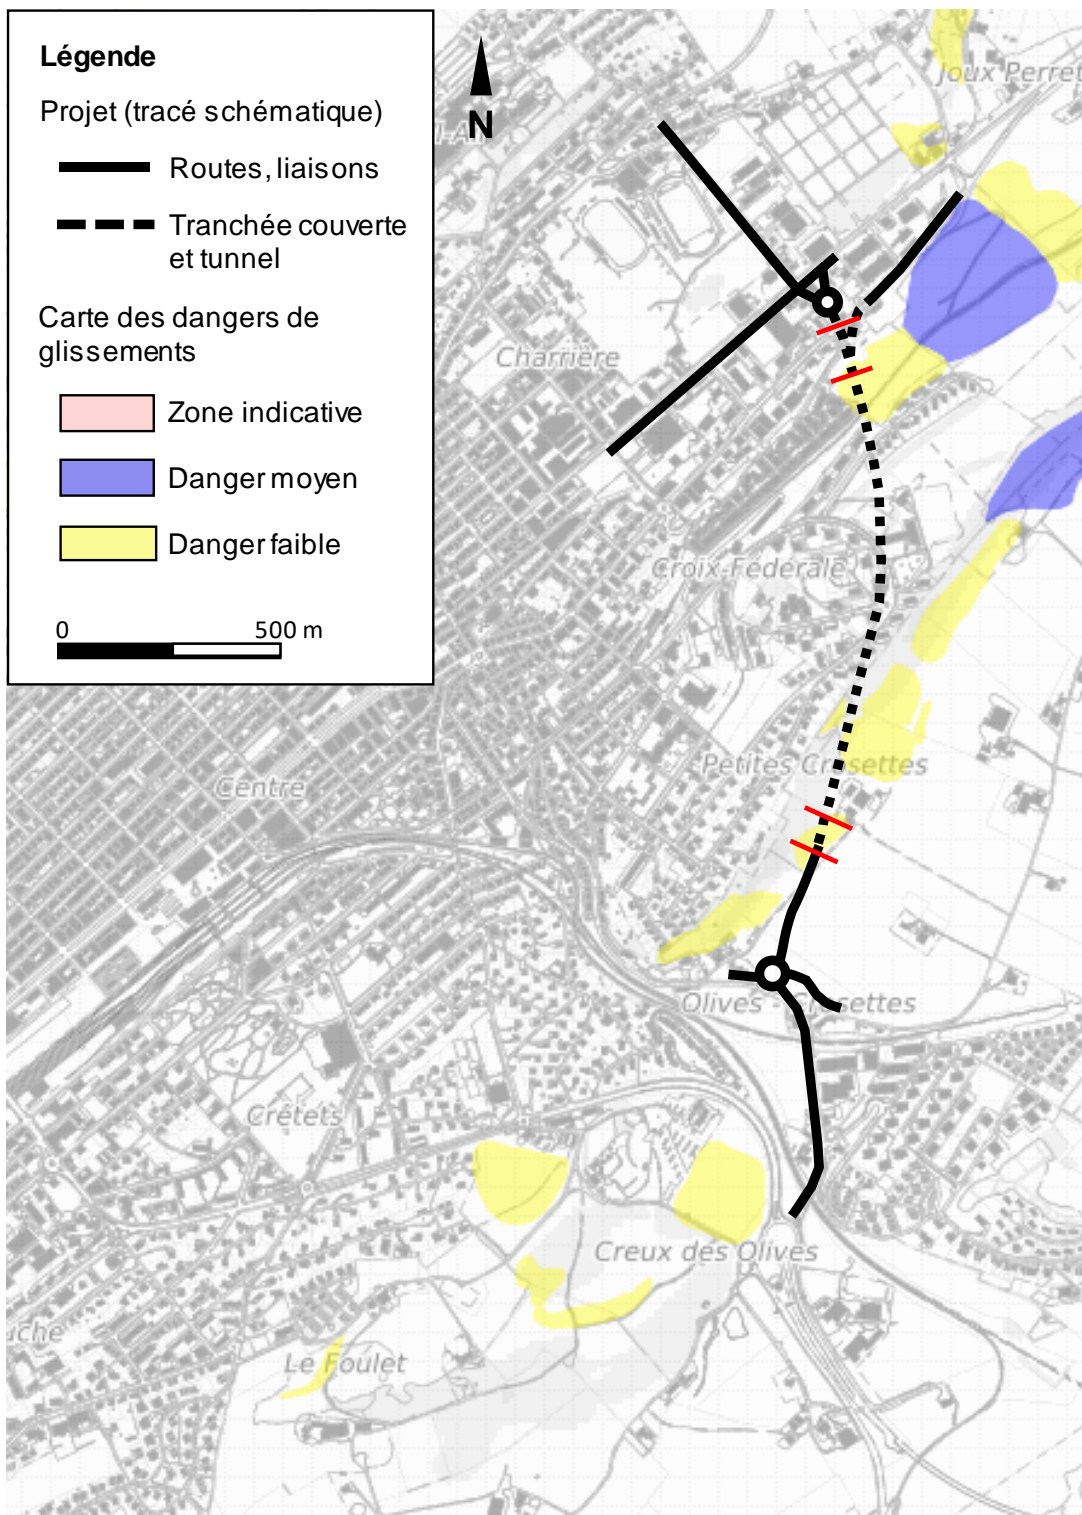 Légende
Projet (tracé schématique)
Routes, liaisons
Tranchée couverte
et tunnel
Carte des dangers de
glissements
Zone indicative
Danger moyen
Danger faible
0 500 m
N
Joux Perret
Charrière
Croix-Fédérale
Petites Crosettes
Centre
Olives - Crosettes
Crêtets
Creux des Olives
Le Foulet
uche